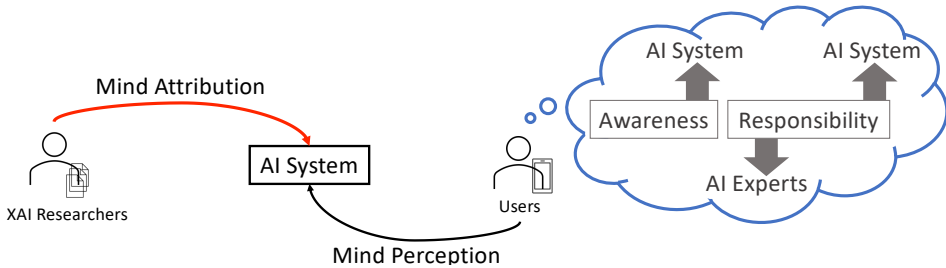 Mind Attribution
XAI Researchers
AI System
Mind Perception
Users
AI System
AI System
Awareness
Responsibility
AI Experts